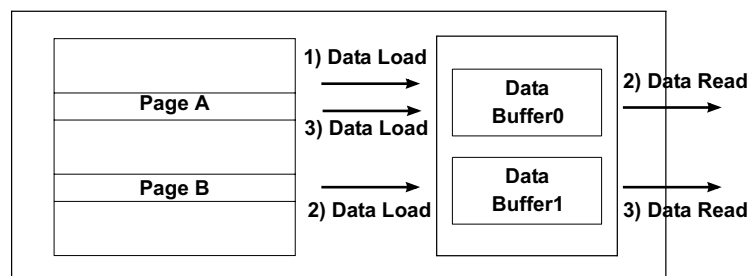 1) Data Load
Page A
3) Data Load
Data
Buffer0
2) Data Read
Page B
2) Data Load
Data
Buffer1
3) Data Read